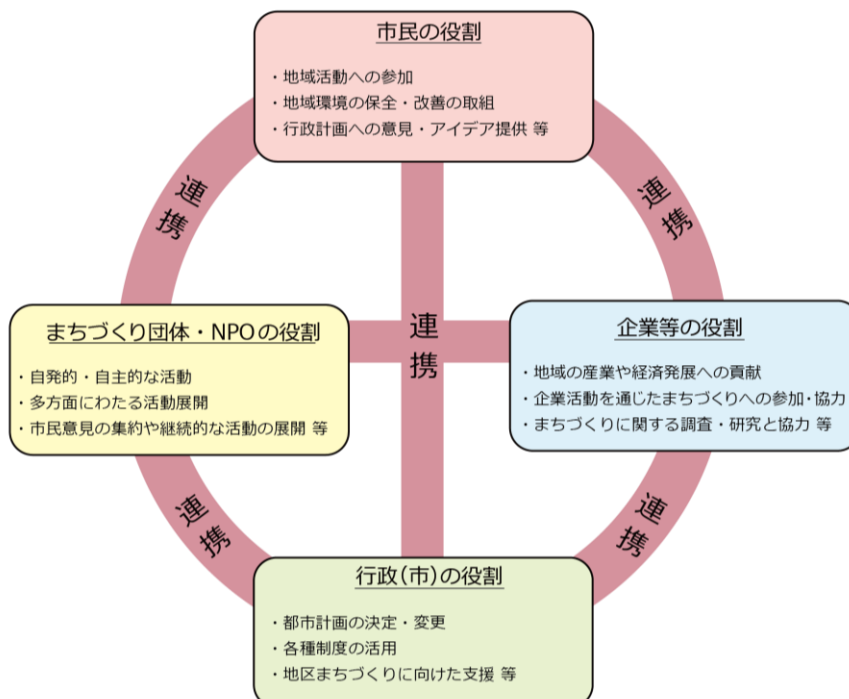 市民の役割
・地域活動への参加
・地域環境の保全・改善の取組
・行政計画への意見・アイデア提供 等
連携
連携
まちづくり団体・NPOの役割
・自発的・自主的な活動
・多方面にわたる活動展開
・市民意見の集約や継続的な活動の展開 等
連携
企業等の役割
・地域の産業や経済発展への貢献
・企業活動を通じたまちづくりへの参加・協力
・まちづくりに関する調査・研究と協力 等
連携
連携
行政(市)の役割
・都市計画の決定・変更
・各種制度の活用
・地区まちづくりに向けた支援 等